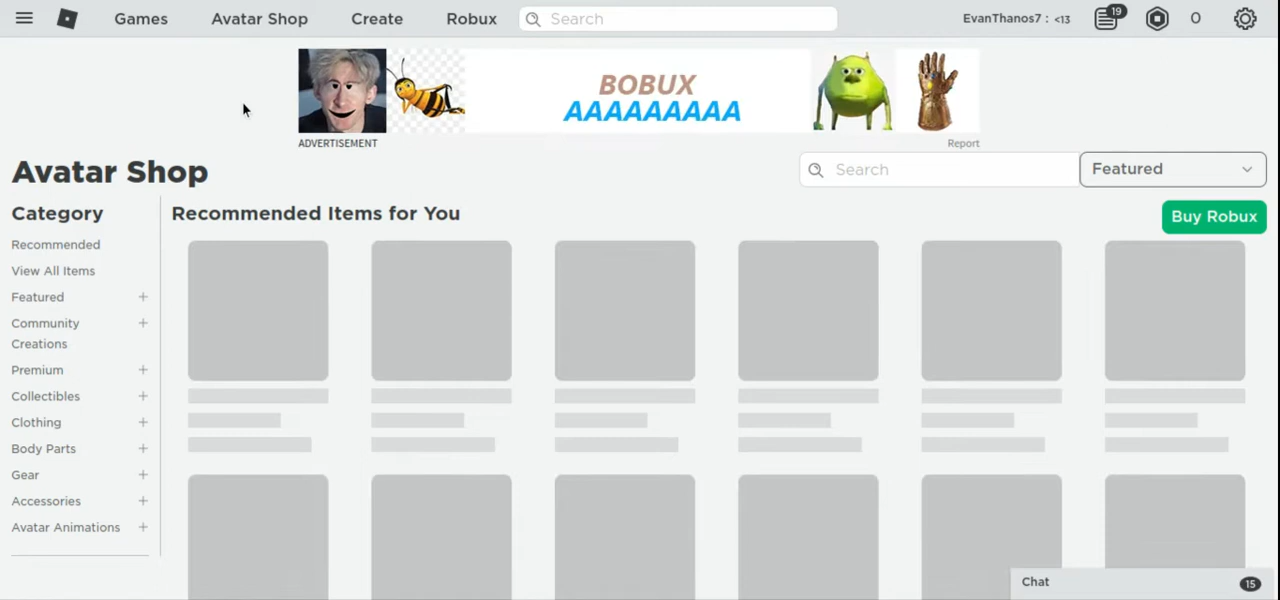 Games
Avatar Shop
Create
Robux
Search
EvanThanos7 : <13
19
0
BOBUX
AAAAAAAAA
ADVERTISEMENT
Report
Avatar Shop
Search
Featured
Category
Recommended Items for You
Buy Robux
Recommended
View All Items
Featured +
Community +
Creations
Premium +
Collectibles +
Clothing +
Body Parts +
Gear +
Accessories +
Avatar Animations +
Chat
15